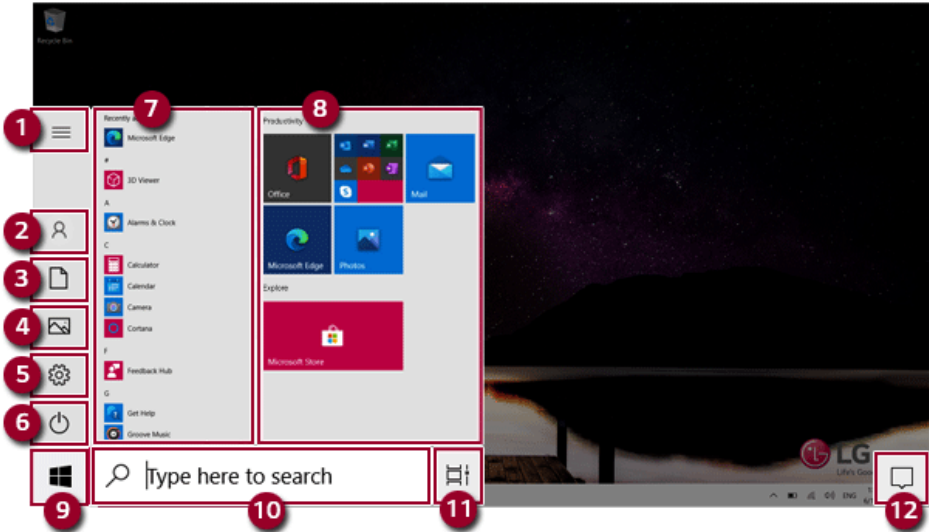 Recycle Bin
1
7
8
Recently a
Productivity
Microsoft Edge
#
3D Viewer
Office
Mail
A
2
Alarms & Clock
C
3
Calculator
Microsoft Edge
Photos
Calendar
Explore
4
Camera
Cortana
F
5
Feedback Hub
Microsoft Store
G
6
Get Help
Groove Music
LG
Life's Goo
Type here to search
ENG
9
10
11
12